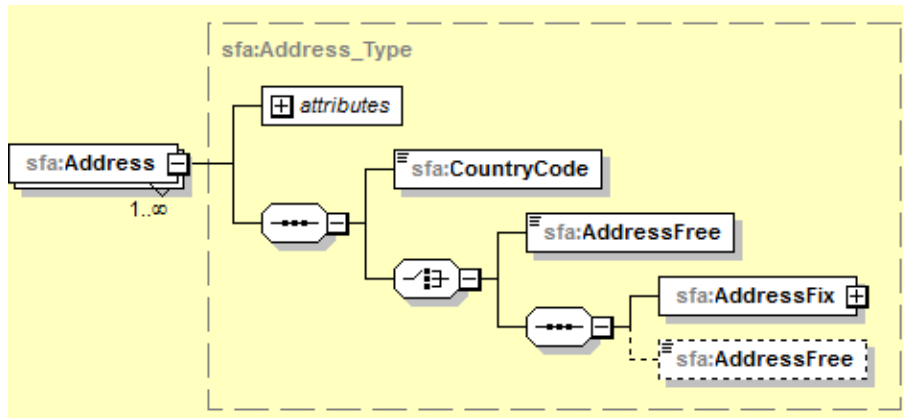 sfa:Address_Type
attributes
sfa:Address
1..∞
sfa:CountryCode
sfa:AddressFree
sfa:AddressFix
sfa:AddressFree